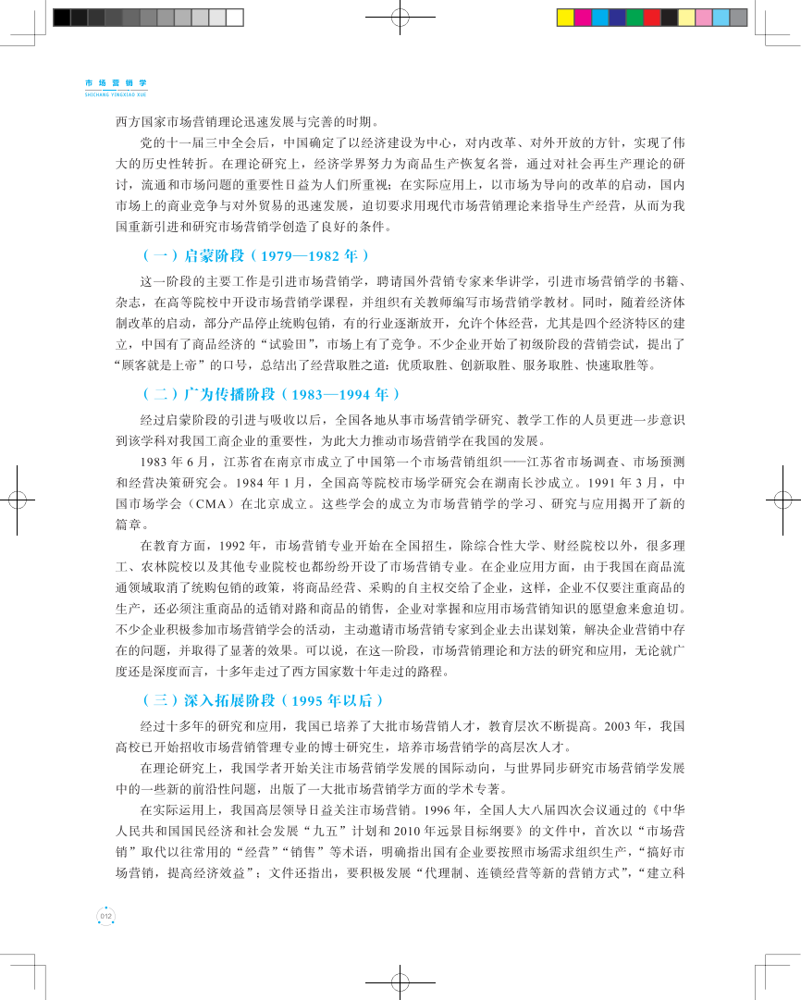 市 场 营 销 学
SHICHANG YINGXIAO XUE
西方国家市场营销理论迅速发展与完善的时期。
党的十一届三中全会后，中国确定了以经济建设为中心，对内改革、对外开放的方针，实现了伟
大的历史性转折。在理论研究上，经济学界努力为商品生产恢复名誉，通过对社会再生产理论的研
讨，流通和市场问题的重要性日益为人们所重视；在实际应用上，以市场为导向的改革的启动，国内
市场上的商业竞争与对外贸易的迅速发展，迫切要求用现代市场营销理论来指导生产经营，从而为我
国重新引进和研究市场营销学创造了良好的条件。
（一）启蒙阶段（1979—1982 年）
这一阶段的主要工作是引进市场营销学，聘请国外营销专家来华讲学，引进市场营销学的书籍、
杂志，在高等院校中开设市场营销学课程，并组织有关教师编写市场营销学教材。同时，随着经济体
制改革的启动，部分产品停止统购包销，有的行业逐渐放开，允许个体经营，尤其是四个经济特区的建
立，中国有了商品经济的“试验田”，市场上有了竞争。不少企业开始了初级阶段的营销尝试，提出了
“顾客就是上帝”的口号，总结出了经营取胜之道：优质取胜、创新取胜、服务取胜、快速取胜等。
（二）广为传播阶段（1983—1994 年）
经过启蒙阶段的引进与吸收以后，全国各地从事市场营销学研究、教学工作的人员更进一步意识
到该学科对我国工商企业的重要性，为此大力推动市场营销学在我国的发展。
1983 年 6 月，江苏省在南京市成立了中国第一个市场营销组织——江苏省市场调查、市场预测
和经营决策研究会。1984 年 1 月，全国高等院校市场学研究会在湖南长沙成立。1991 年 3 月，中
国市场学会（CMA）在北京成立。这些学会的成立为市场营销学的学习、研究与应用揭开了新的
篇章。
在教育方面，1992 年，市场营销专业开始在全国招生，除综合性大学、财经院校以外，很多理
工、农林院校以及其他专业院校也都纷纷开设了市场营销专业。在企业应用方面，由于我国在商品流
通领域取消了统购包销的政策，将商品经营、采购的自主权交给了企业，这样，企业不仅要注重商品的
生产，还必须注重商品的适销对路和商品的销售，企业对掌握和应用市场营销知识的愿望愈来愈迫切。
不少企业积极参加市场营销学会的活动，主动邀请市场营销专家到企业去出谋划策，解决企业营销中存
在的问题，并取得了显著的效果。可以说，在这一阶段，市场营销理论和方法的研究和应用，无论就广
度还是深度而言，十多年走过了西方国家数十年走过的路程。
（三）深入拓展阶段（1995 年以后）
经过十多年的研究和应用，我国已培养了大批市场营销人才，教育层次不断提高。2003 年，我国
高校已开始招收市场营销管理专业的博士研究生，培养市场营销学的高层次人才。
在理论研究上，我国学者开始关注市场营销学发展的国际动向，与世界同步研究市场营销学发展
中的一些新的前沿性问题，出版了一大批市场营销学方面的学术专著。
在实际运用上，我国高层领导日益关注市场营销。1996 年，全国人大八届四次会议通过的《中华
人民共和国国民经济和社会发展“九五”计划和 2010 年远景目标纲要》的文件中，首次以“市场营
销”取代以往常用的“经营”“销售”等术语，明确指出国有企业要按照市场需求组织生产，“搞好市
场营销，提高经济效益”；文件还指出，要积极发展“代理制、连锁经营等新的营销方式”，“建立科
012